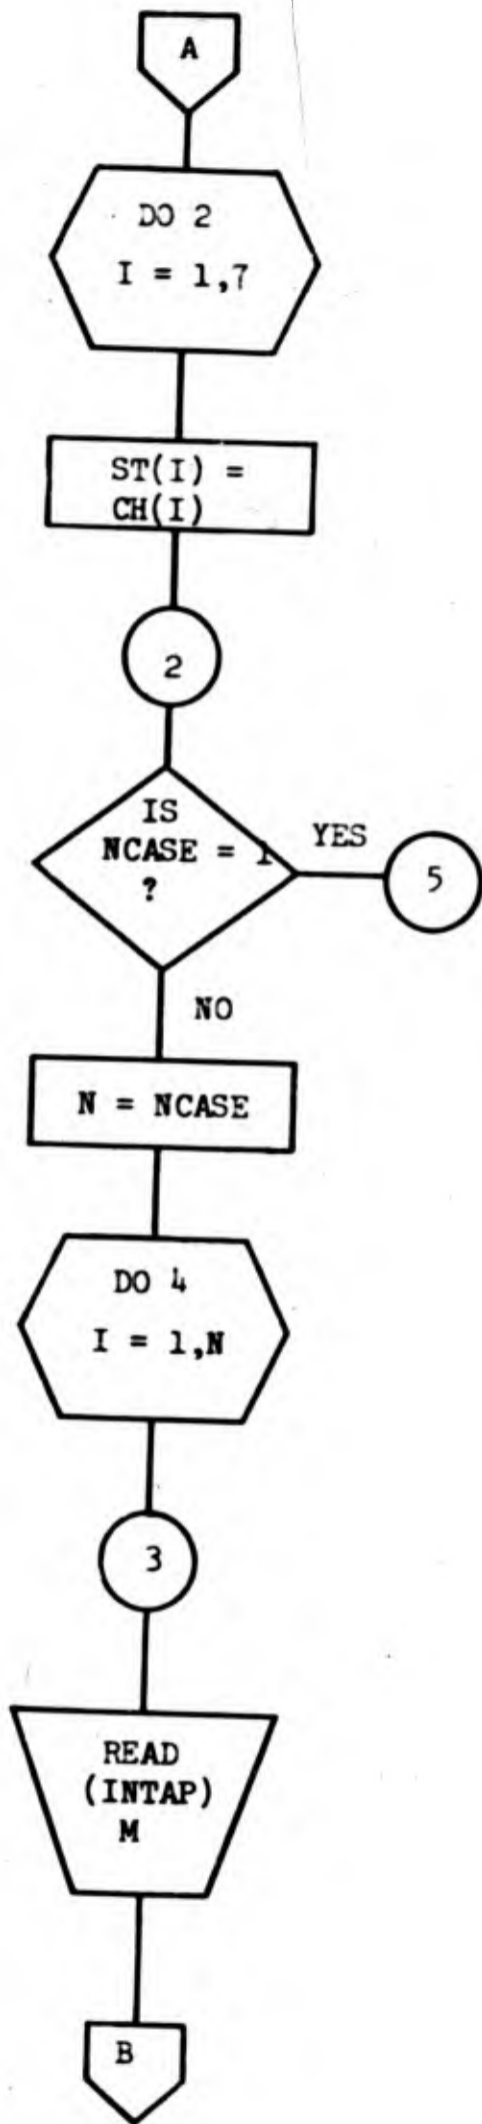 A
DO 2
I = 1,7
ST(I) =
CH(I)
2
IS
NCASE = 1
?
YES
5
NO
N = NCASE
DO 4
I = 1,N
3
READ
(INTAP)
M
B